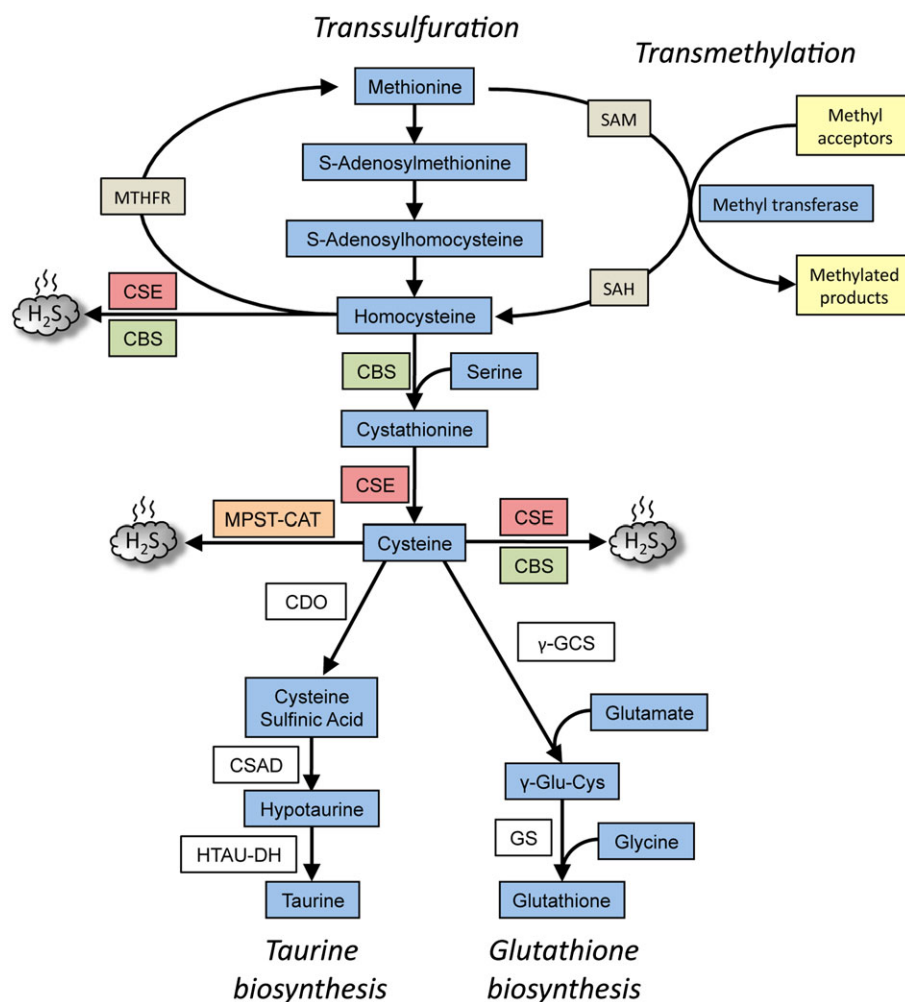 Transsulfuration
Transmethylation
Methionine
SAM
Methyl
acceptors
S-Adenosylmethionine
MTHFR
Methyl transferase
S-Adenosylhomocysteine
Methylated
products
SAH
CSE
H₂S
Homocysteine
CBS
CBS
Serine
Cystathionine
CSE
MPST-CAT
CSE
H₂S
Cysteine
H₂S
CBS
CDO
γ-GCS
Cysteine
Sulfinic Acid
Glutamate
CSAD
γ-Glu-Cys
Hypotaurine
GS
Glycine
HTAU-DH
Taurine
Glutathione
Taurine
biosynthesis
Glutathione
biosynthesis